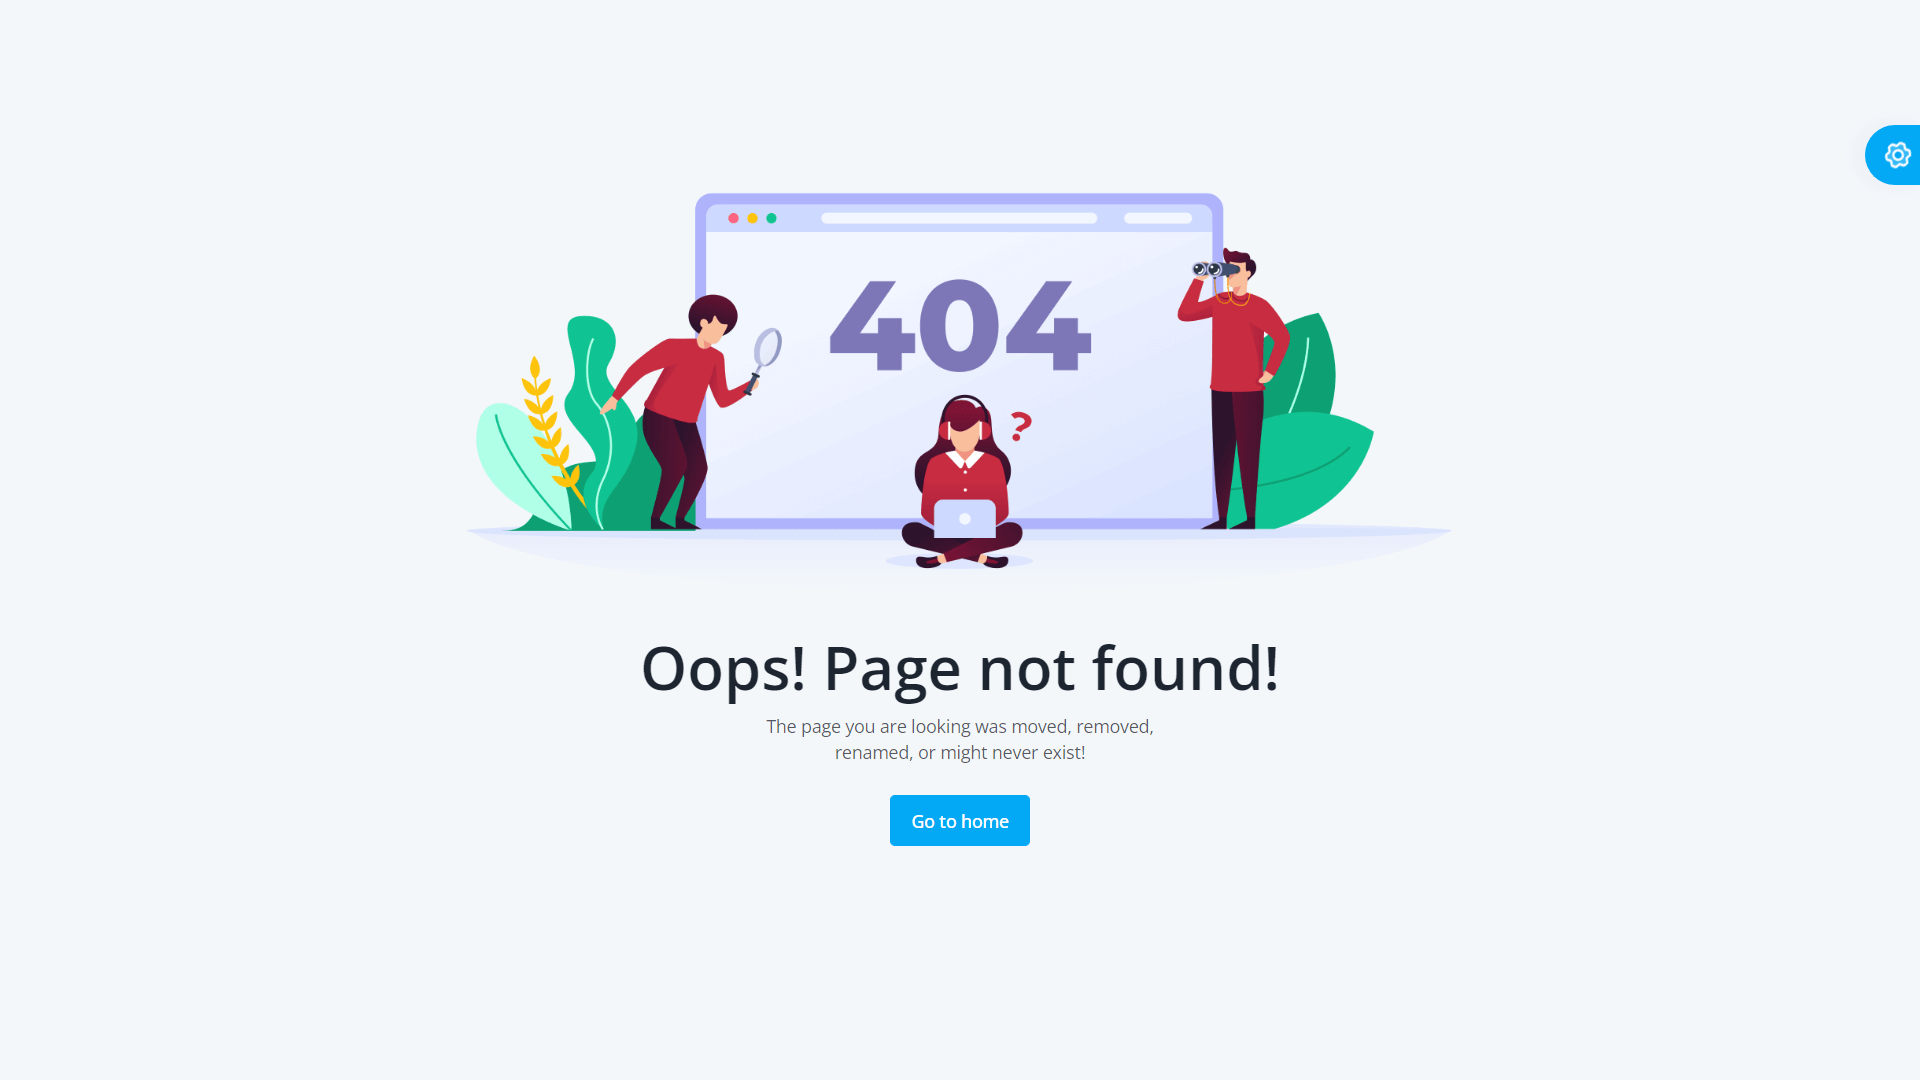 404
?
Oops! Page not found!
The page you are looking was moved, removed,
renamed, or might never exist!
Go to home